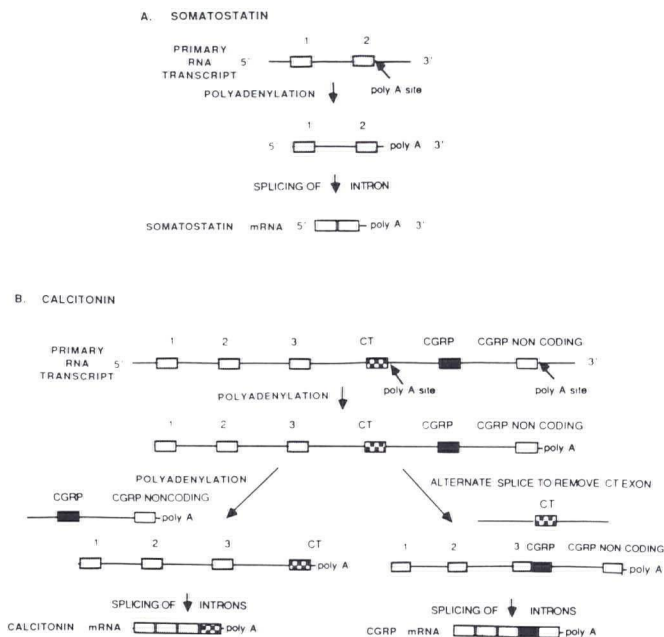 A. SOMATOSTATIN
1 2
PRIMARY
RNA
TRANSCRIPT
5' 3'
poly A site
POLYADENYLATION
1 2
5 poly A 3'
SPLICING OF INTRON
SOMATOSTATIN mRNA 5' poly A 3'
B. CALCITONIN
1 2 3 CT CGRP CGRP NON CODING
PRIMARY
RNA
TRANSCRIPT
5' 3'
poly A site poly A site
POLYADENYLATION
1 2 3 CT CGRP CGRP NON CODING
poly A
POLYADENYLATION
CGRP CGRP NONCODING
poly A
1 2 3 CT
poly A
SPLICING OF INTRONS
CALCITONIN mRNA poly A
ALTERNATE SPLICE TO REMOVE CT EXON
CT
1 2 3 CGRP CGRP NON CODING
poly A
SPLICING OF INTRONS
CGRP mRNA poly A